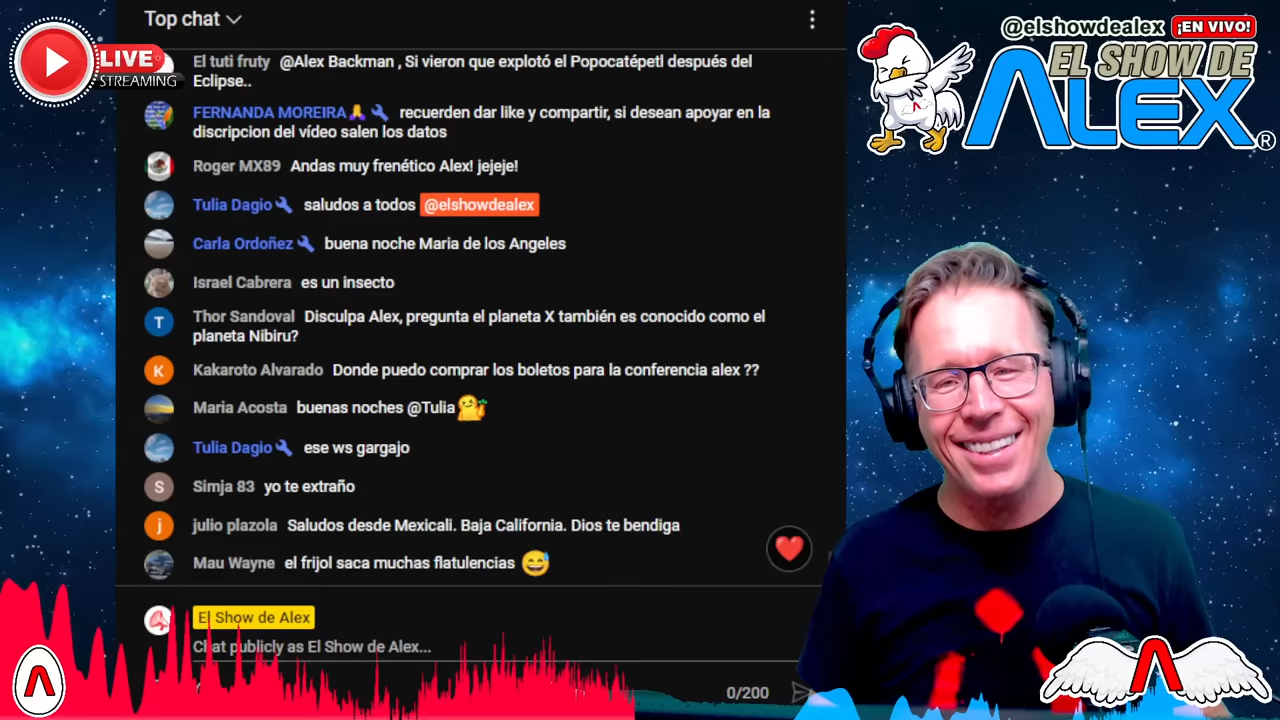 Top chat
El tuti fruty @Alex Backman , Si vieron que explotó el Popocatépetl después del
Eclipse..
FERNANDA MOREIRA recuerden dar like y compartir, si desean apoyar en la
discripcion del vídeo salen los datos
Roger MX89 Andas muy frenético Alex! jejeje!
Tulia Dagio saludos a todos @elshowdealex
Carla Ordoñez buena noche Maria de los Angeles
Israel Cabrera es un insecto
T
Thor Sandoval Disculpa Alex, pregunta el planeta X también es conocido como el
planeta Nibiru?
K
Kakaroto Alvarado Donde puedo comprar los boletos para la conferencia alex ??
Maria Acosta buenas noches @Tulia
Tulia Dagio ese ws gargajo
S
Simja 83 yo te extraño
j
julio plazola Saludos desde Mexicali. Baja California. Dios te bendiga
Mau Wayne el frijol saca muchas flatulencias
El Show de Alex
Chat publicly as El Show de Alex...
0/200
LIVE
STREAMING
@elshowdealex ¡EN VIVO!
EL SHOW DE
ALEX®